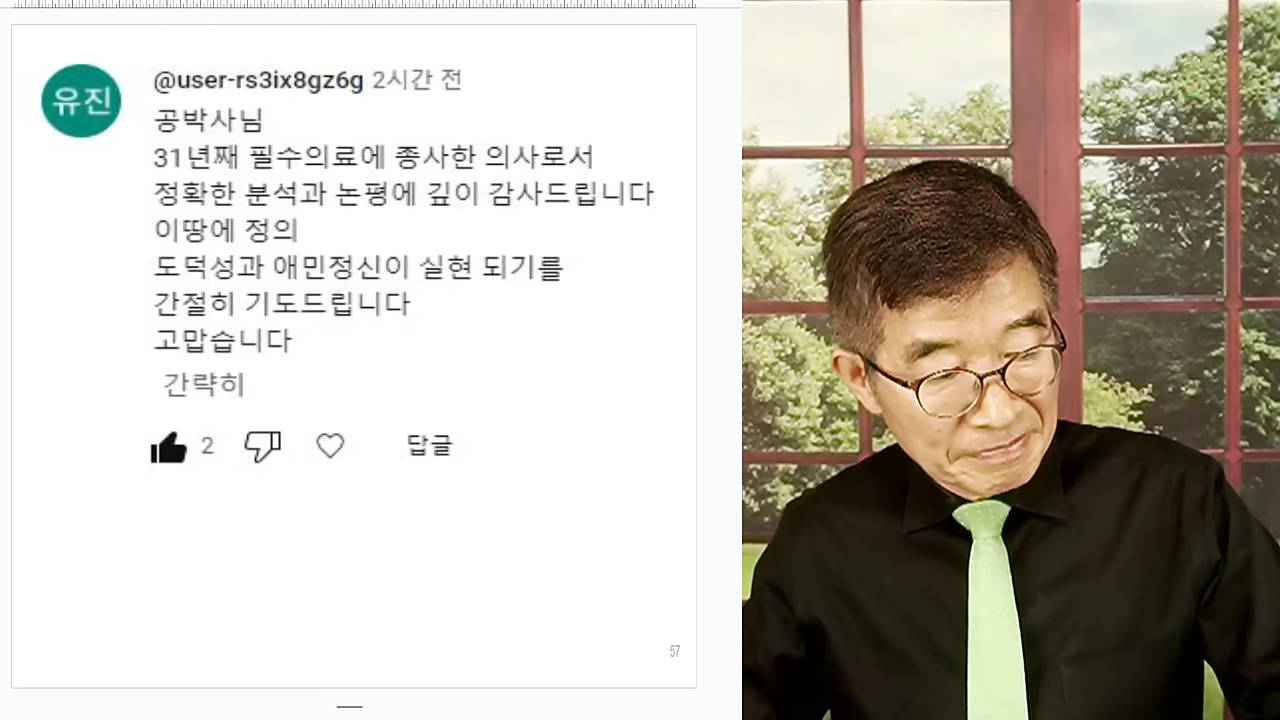 유진
@user-rs3ix8gz6g 2시간 전
공박사님
31년째 필수의료에 종사한 의사로서
정확한 분석과 논평에 깊이 감사드립니다
이땅에 정의
도덕성과 애민정신이 실현 되기를
간절히 기도드립니다
고맙습니다
간략히
2 답글
57